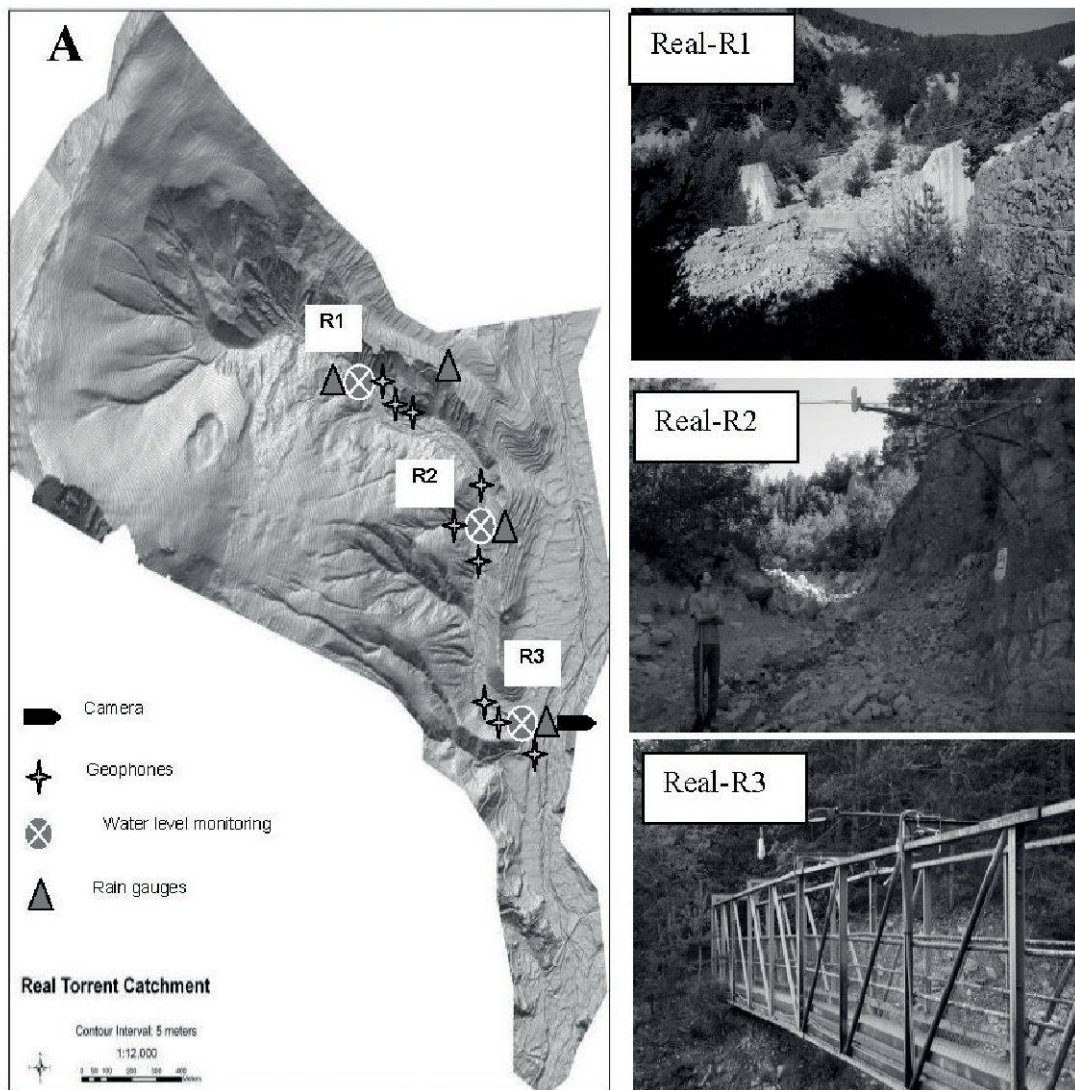 A
R1
R2
R3
Camera
Geophones
Water level monitoring
Rain gauges
Real Torrent Catchment
Contour Interval: 5 meters
1:12,000
Meters
Real-R1
Real-R2
Real-R3